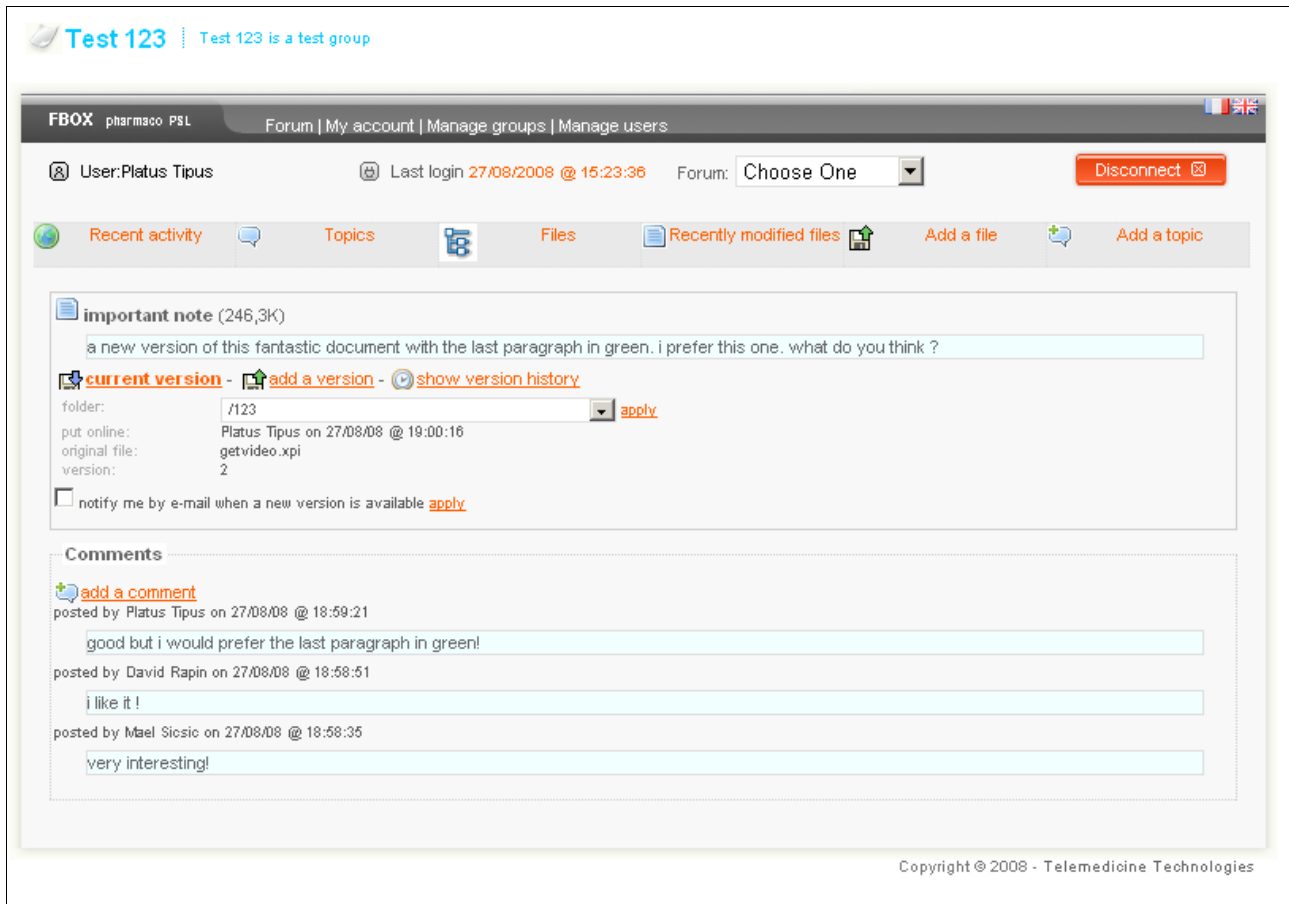 Test 123 Test 123 is a test group
FBOX pharmaco PSL Forum | My account | Manage groups | Manage users
User:Platus Tipus Last login 27/08/2008 @ 15:23:36 Forum: Choose One Disconnect
Recent activity Topics Files Recently modified files Add a file Add a topic
important note (246,3K)
a new version of this fantastic document with the last paragraph in green. i prefer this one. what do you think ?
current version - add a version - show version history
folder: /123 apply
put online: Platus Tipus on 27/08/08 @ 19:00:16
original file: getvideo.xpi
version: 2
notify me by e-mail when a new version is available apply
Comments
add a comment
posted by Platus Tipus on 27/08/08 @ 18:59:21
good but i would prefer the last paragraph in green!
posted by David Rapin on 27/08/08 @ 18:58:51
i like it !
posted by Mael Sicsic on 27/08/08 @ 18:58:35
very interesting!
Copyright © 2008 - Telemedicine Technologies